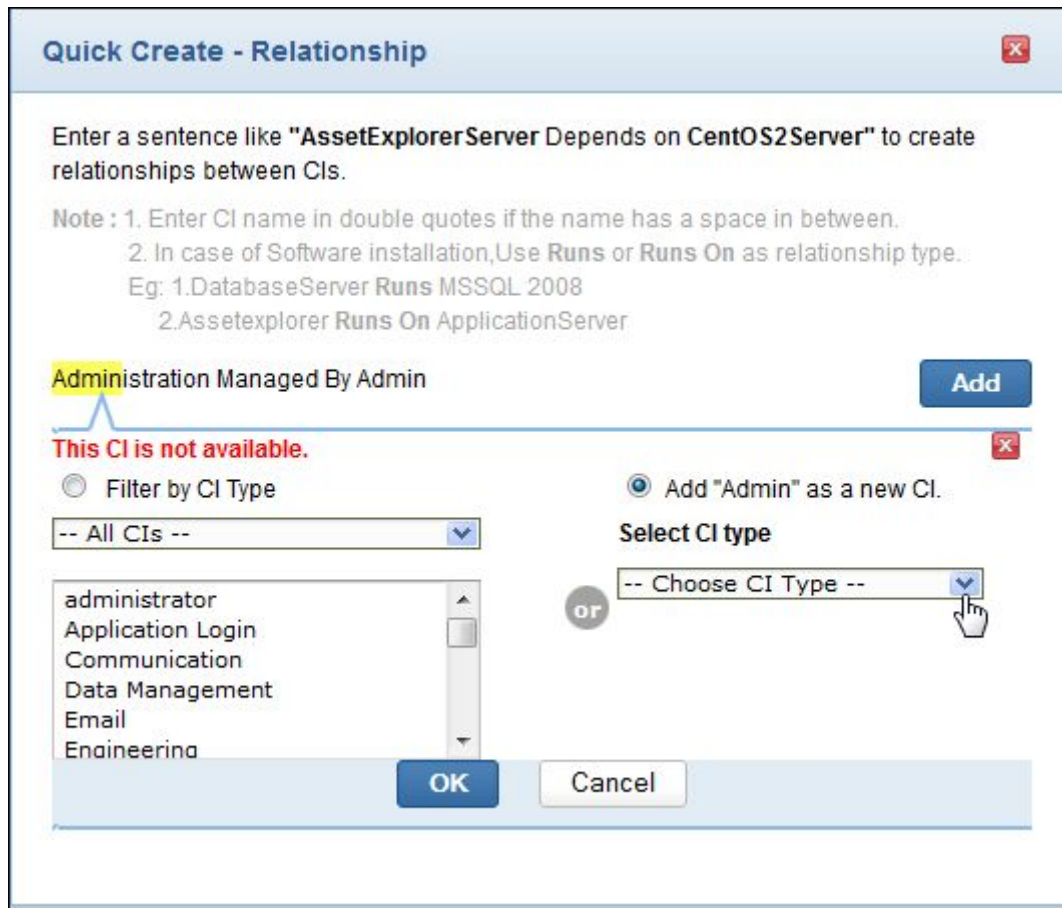 Quick Create - Relationship
Enter a sentence like "AssetExplorerServer Depends on CentOS2Server" to create
relationships between CIs.
Note : 1. Enter CI name in double quotes if the name has a space in between.
2. In case of Software installation,Use Runs or Runs On as relationship type.
Eg: 1.DatabaseServer Runs MSSQL 2008
2.Assetexplorer Runs On ApplicationServer
Administration Managed By Admin
Add
This CI is not available.
Filter by CI Type
Add "Admin" as a new CI.
-- All CIs --
Select CI type
-- Choose CI Type --
or
administrator
Application Login
Communication
Data Management
Email
Engineering
OK
Cancel